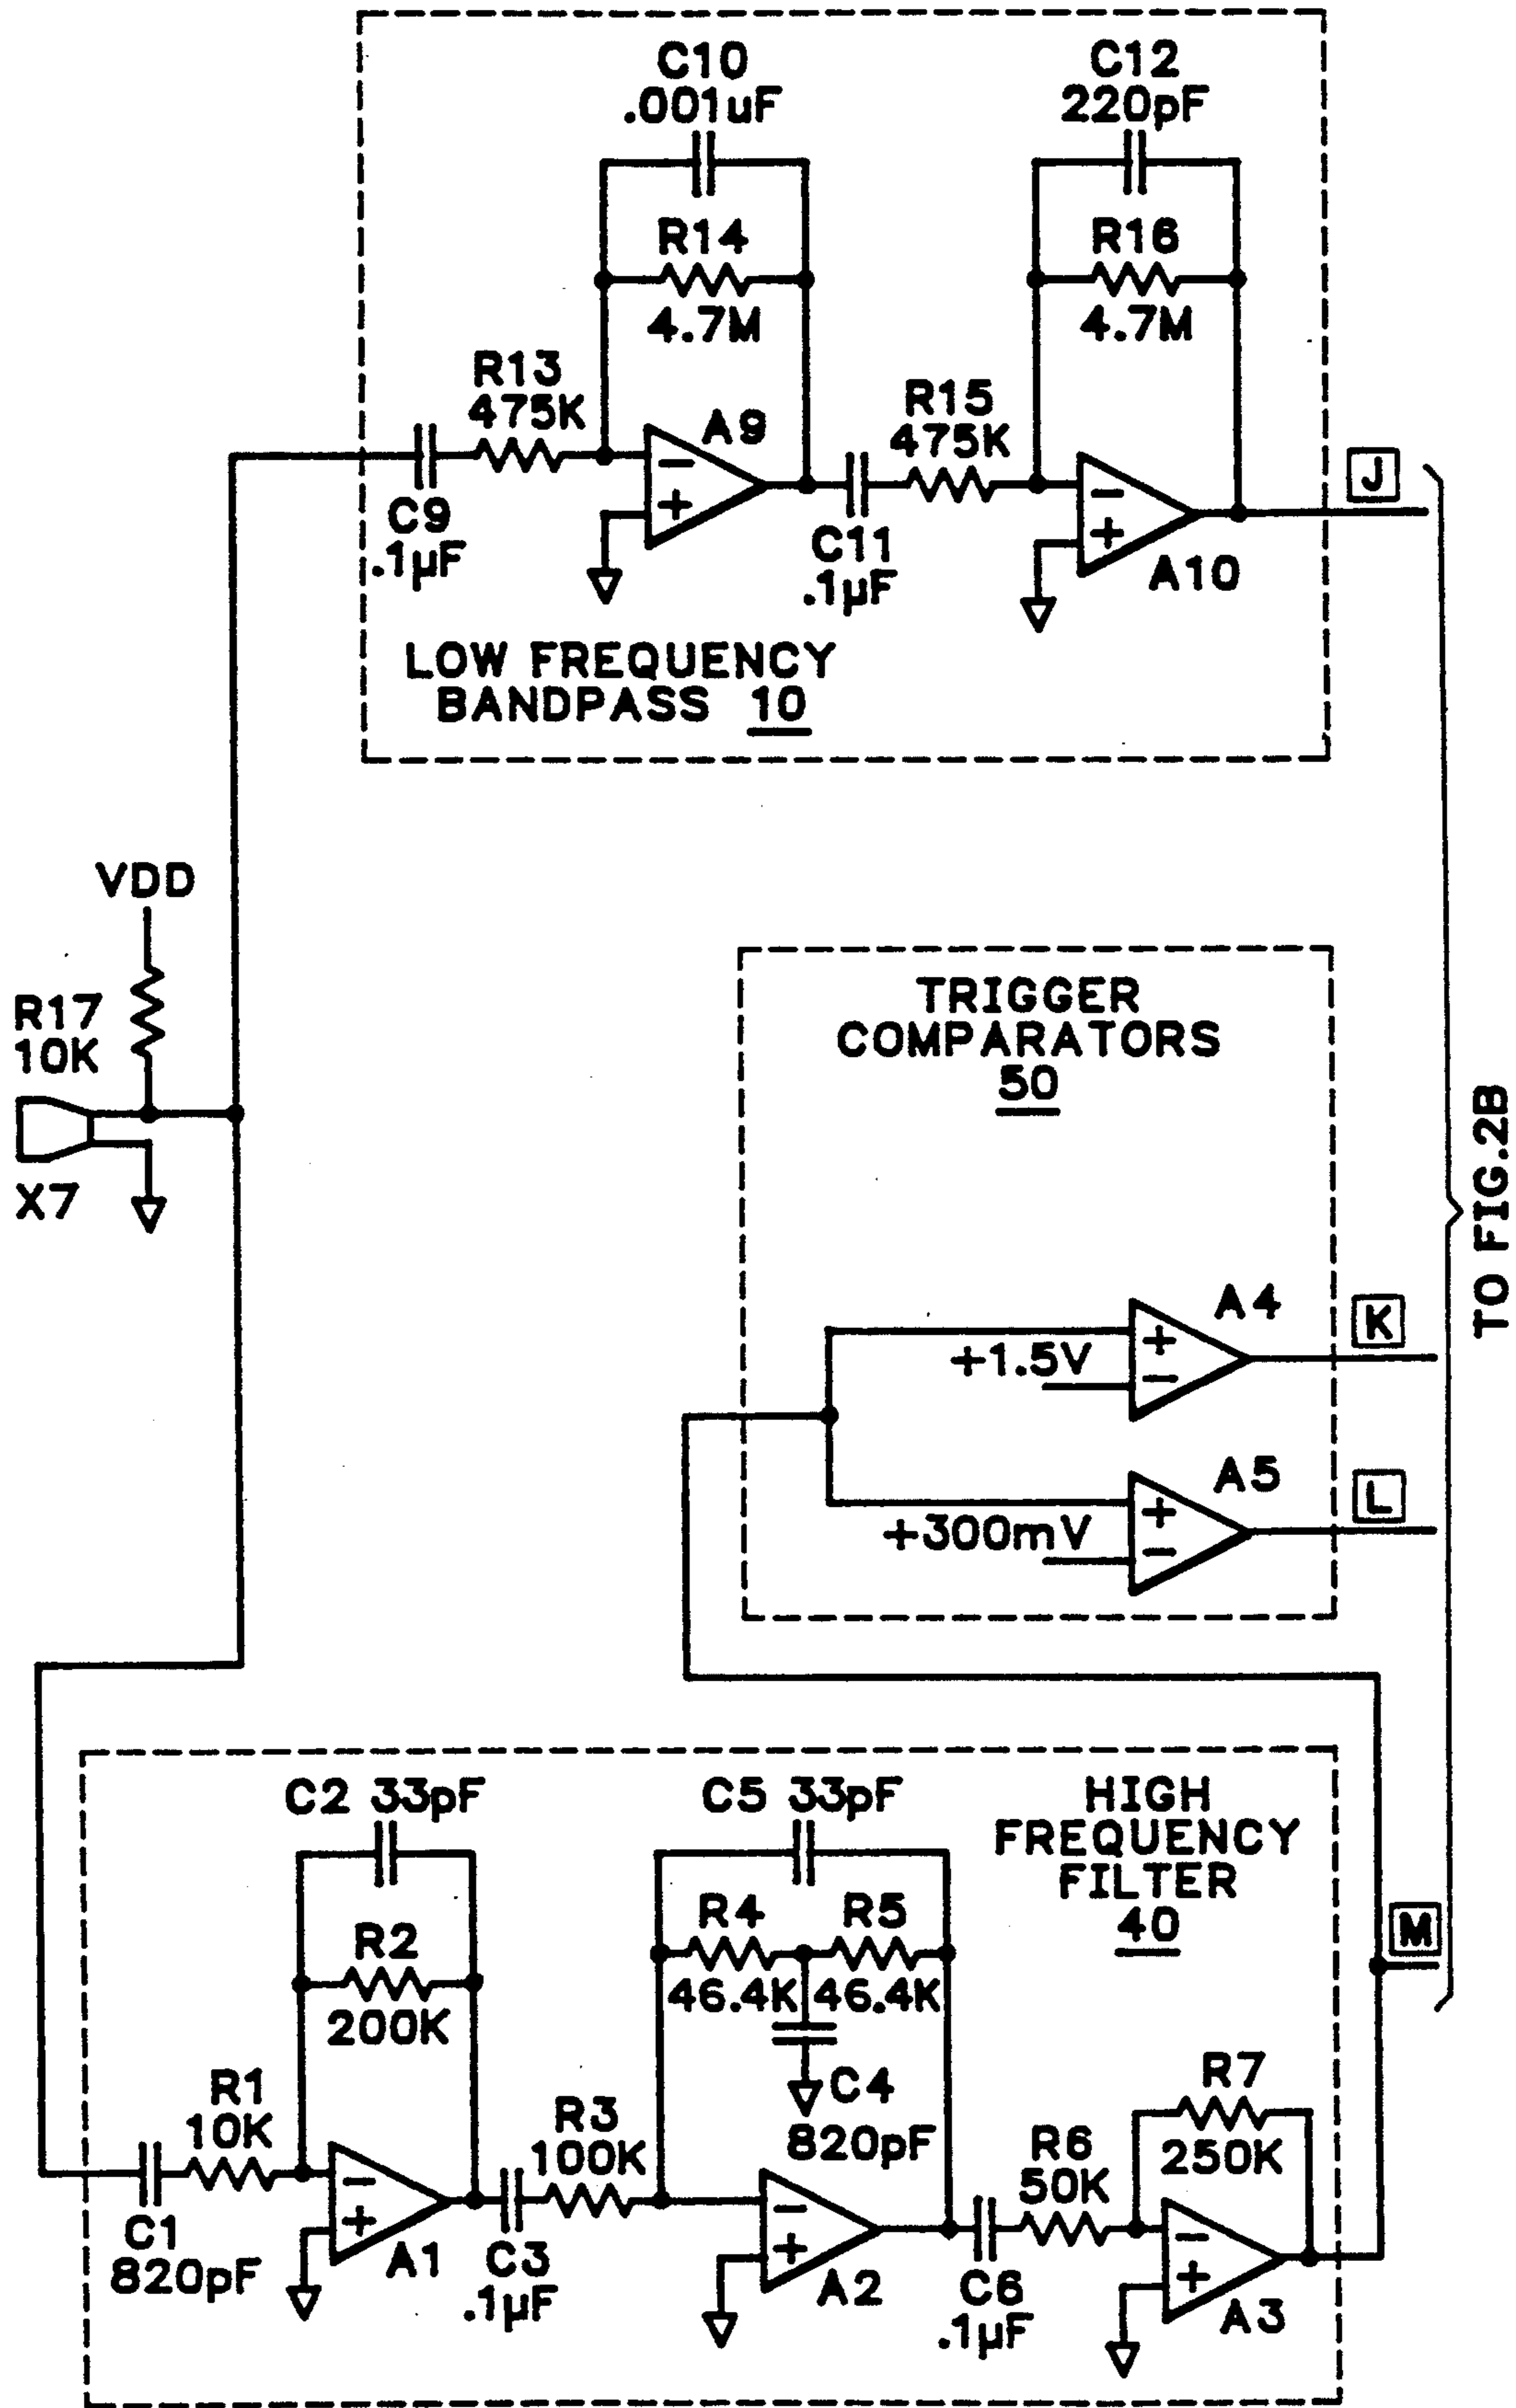 C10
.001uF
C12
220pF
R14
4.7M
R16
4.7M
R13
475K
A9
R15
475K
J
−
+
C9
.1µF
−
+
C11
.1µF
A10
LOW FREQUENCY
BANDPASS 10
VDD
R17
10K
X7
TRIGGER
COMPARATORS
50
TO FIG.2B
A4
K
+
+1.5V
−
A5
L
+
+300mV
−
C2 33pF
C5 33pF
HIGH
FREQUENCY
FILTER
40
R4
R5
M
R2
200K
46.4K
46.4K
C4
820pF
R1
10K
R3
100K
R6
50K
R7
250K
−
+
C1
820pF
A1
C3
.1µF
−
+
A2
C6
.1µF
−
+
A3